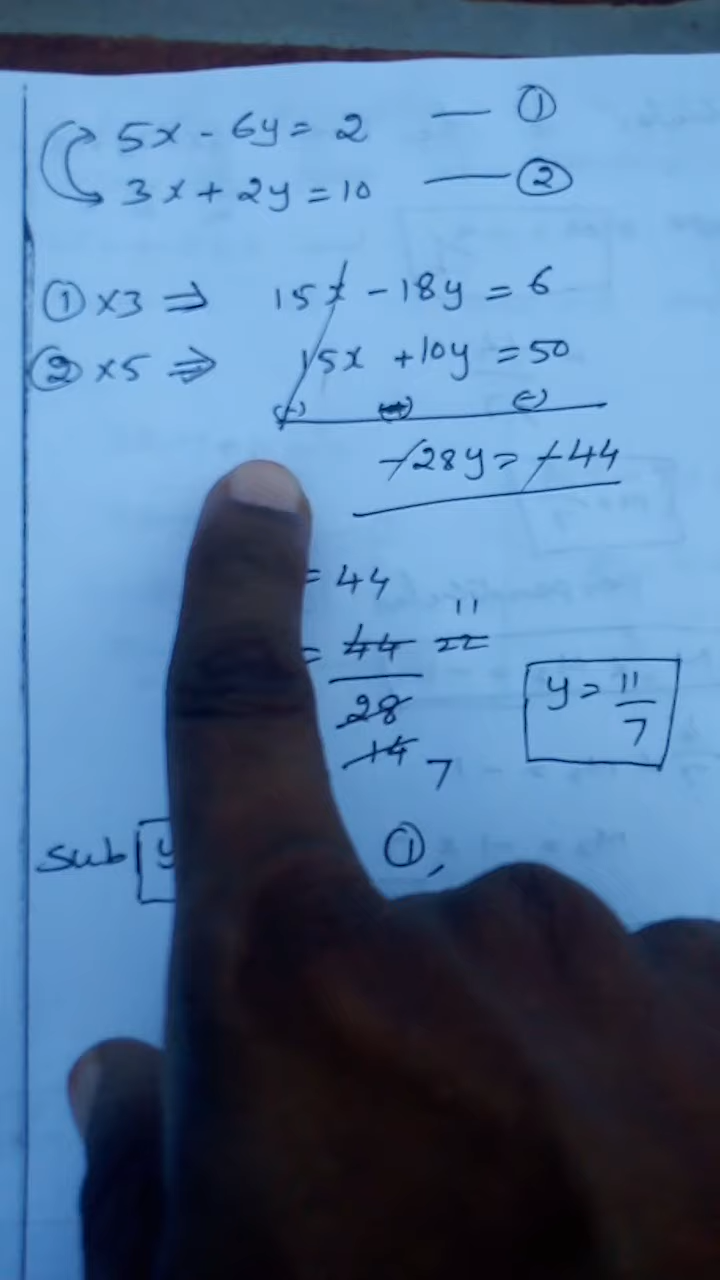 5x - 6y = 2 — ①
3x + 2y = 10 — ②
① x3 ⇒ 15x - 18y = 6
② x5 ⇒ 15x + 10y = 50
(-) (-) (-)
-28y = -44
= 44
= 44 22 11
28
14 7
y = 11/7
Sub y ①,